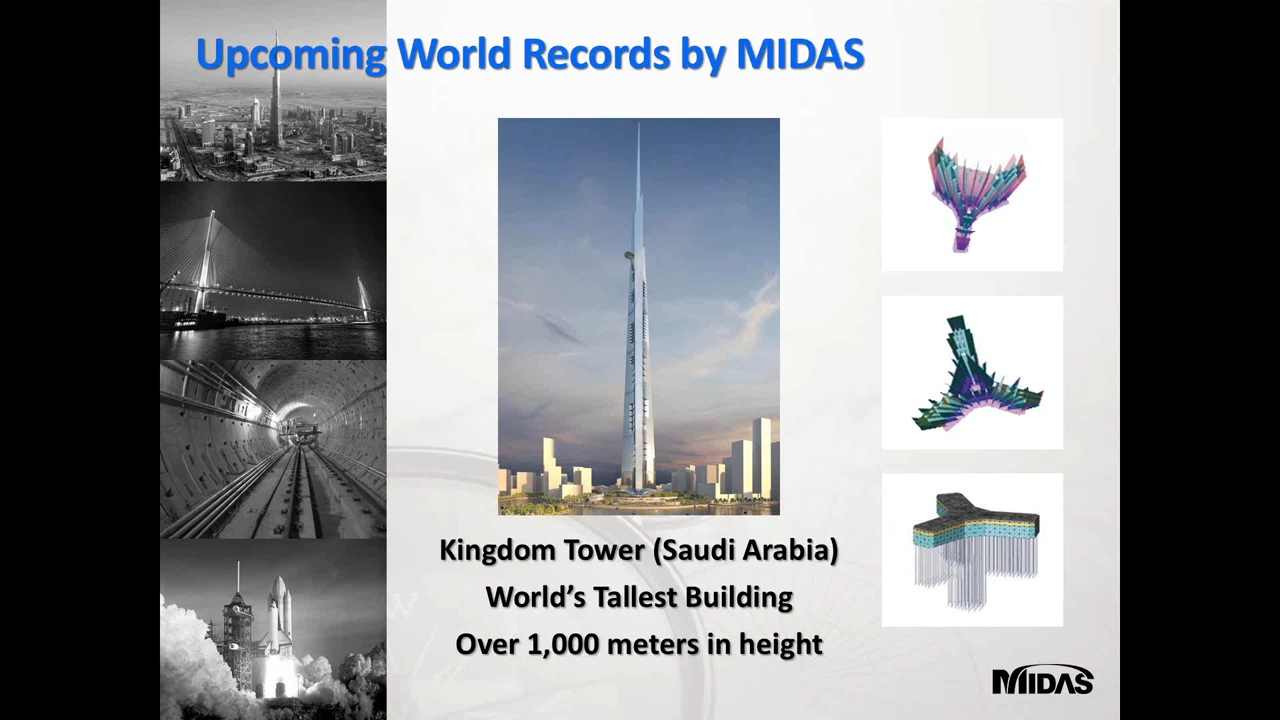 Upcoming World Records by MIDAS
Kingdom Tower (Saudi Arabia)
World's Tallest Building
Over 1,000 meters in height
MIDAS